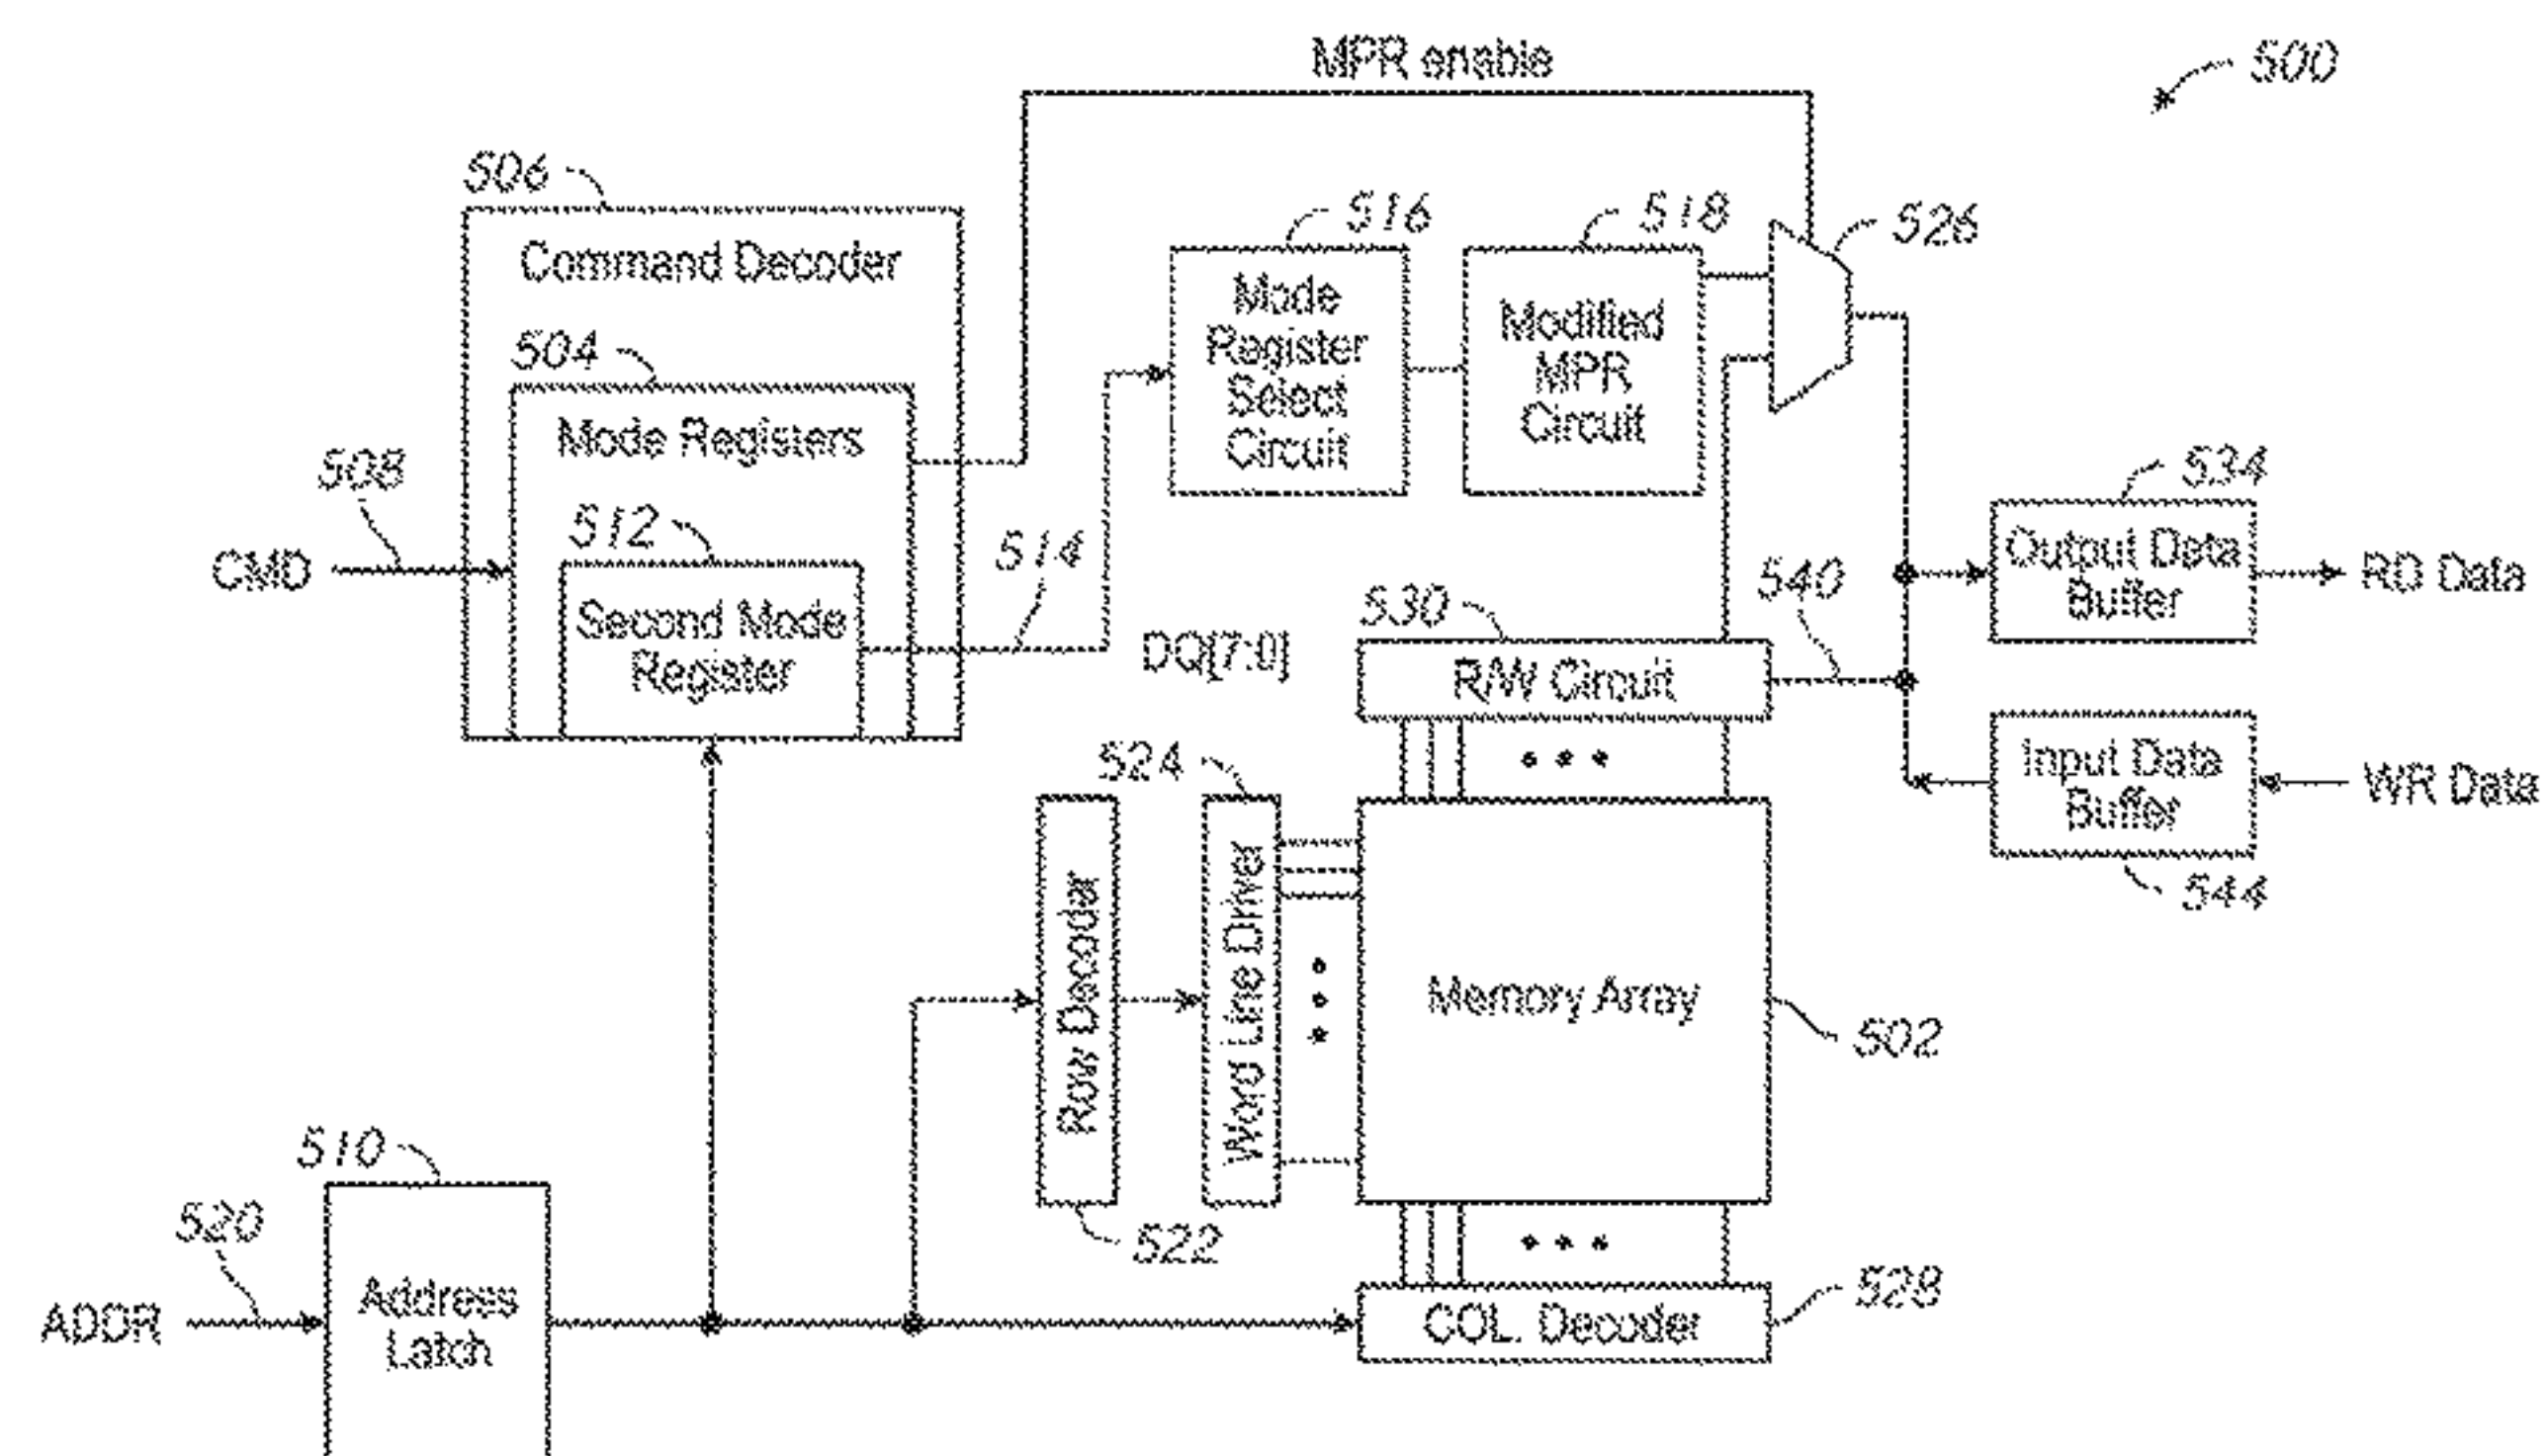 MPR enable
500
506
Command Decoder
516
518
526
Mode
Register
Select
Circuit
Modified
MPR
Circuit
504
Mode Registers
508
CMD
512
Second Mode
Register
514
DQ[7:0]
530
R/W Circuit
540
534
Output Data
Buffer
RD Data
Input Data
Buffer
WR Data
544
524
Row Decoder
Word Line Driver
Memory Array
502
522
510
520
ADDR
Address
Latch
COL. Decoder
528